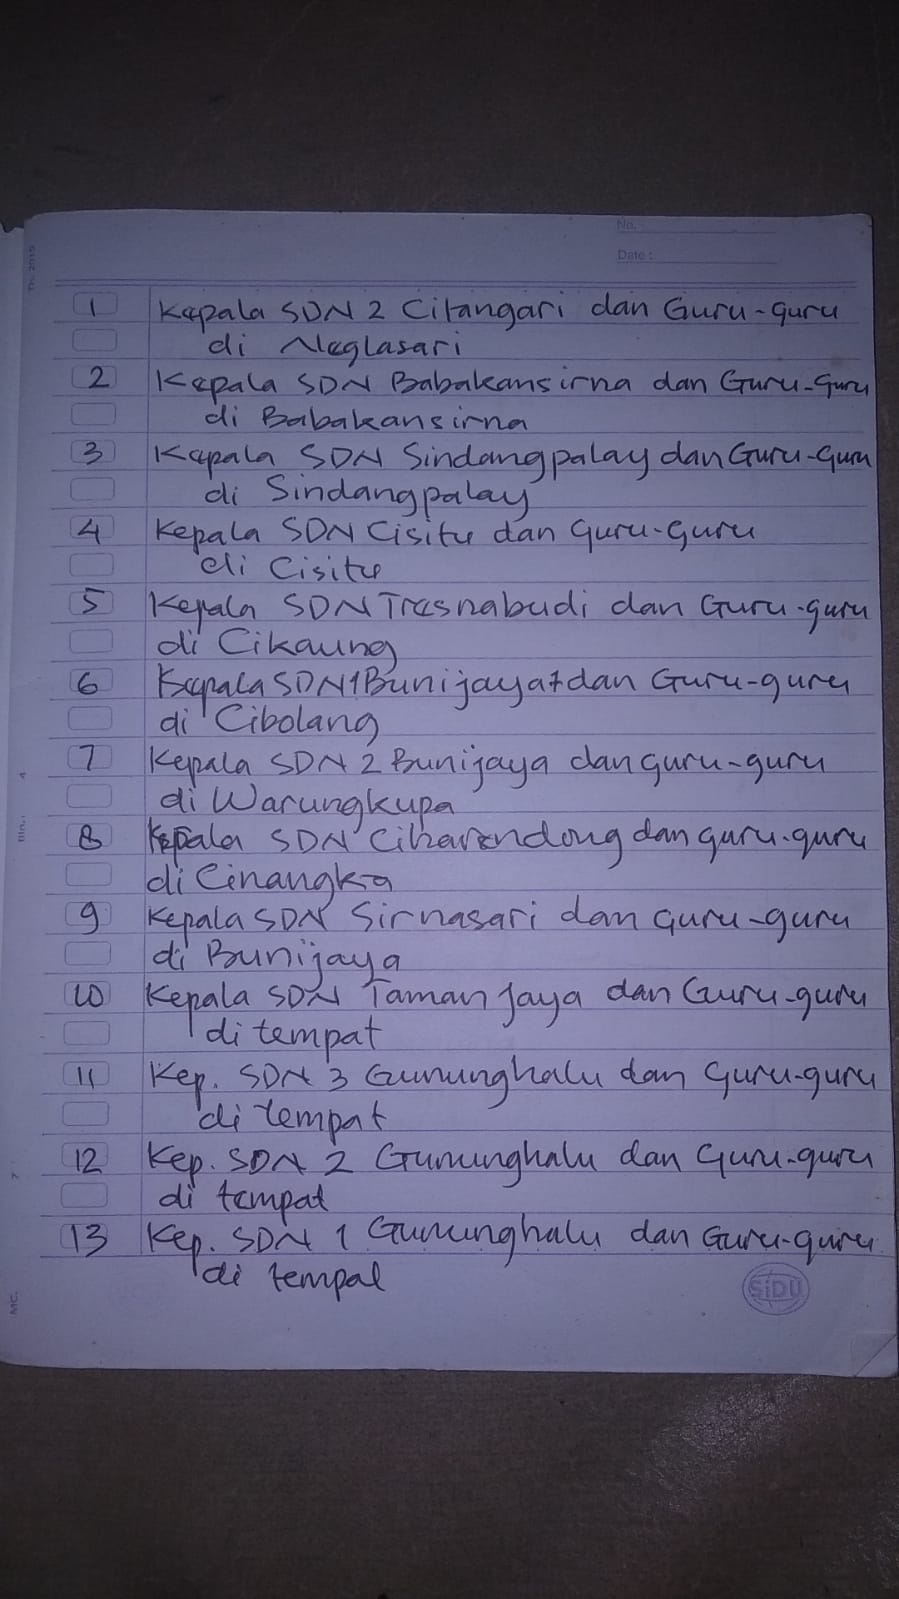 No.
Date :
1 Kepala SDN 2 Cilangari dan Guru-guru
di Neglasari
2 Kepala SDN Babakansirna dan Guru-Guru
di Babakansirna
3 Kepala SDN Sindangpalay dan Guru-Guru
di Sindangpalay
4 Kepala SDN Cisitu dan Guru-Guru
di Cisitu
5 Kepala SDN Tresnabudi dan Guru-guru
di Cikaung
6 Kepala SDN 1 Bunijaya dan Guru-guru
di Cibolang
7 Kepala SDN 2 Bunijaya dan guru-guru
di Warungkupa
8 Kepala SDN Ciharendong dan guru-guru
di Cinangka
9 Kepala SDN Sirnasari dan Guru-guru
di Bunijaya
10 Kepala SDN Taman Jaya dan Guru-guru
di tempat
11 Kep. SDN 3 Gununghalu dan Guru-guru
di tempat
12 Kep. SDN 2 Gununghalu dan Guru-guru
di tempat
13 Kep. SDN 1 Gununghalu dan Guru-guru
di tempat
SiDU